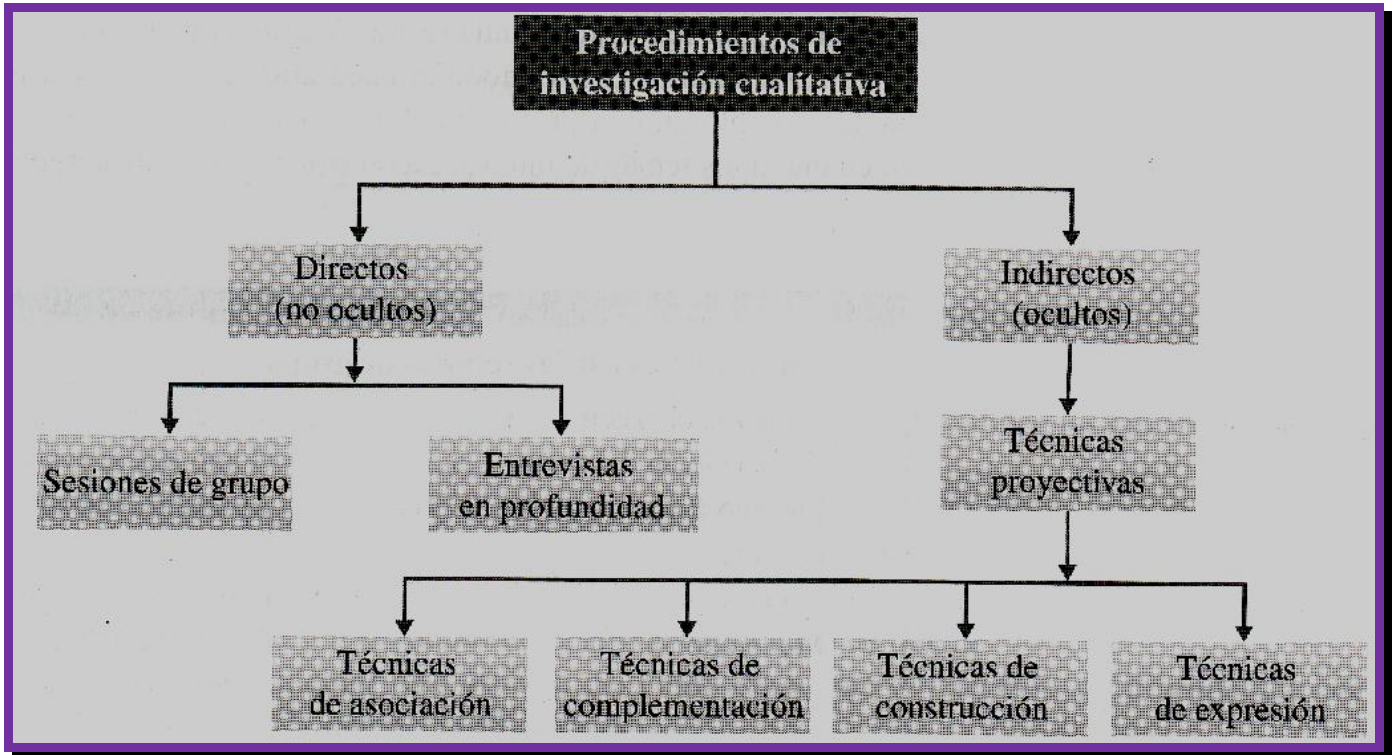 Procedimientos de
investigación cualitativa
Directos
(no ocultos)
Indirectos
(ocultos)
Sesiones de grupo
Entrevistas
en profundidad
Técnicas
proyectivas
Técnicas
de asociación
Técnicas de
complementación
Técnicas de
construcción
Técnicas
de expresión